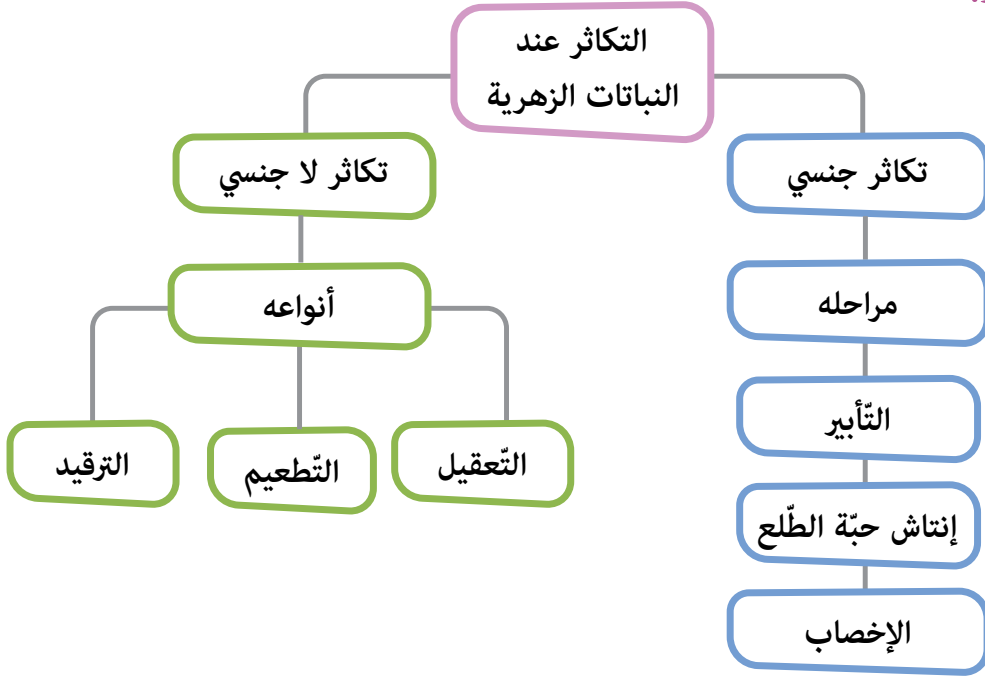 التكاثر عند
النباتات الزهرية
تكاثر جنسي
تكاثر لا جنسي
مراحله
أنواعه
التّأبير
التّعقيل
التّطعيم
الترقيد
إنتاش حبّة الطّلع
الإخصاب